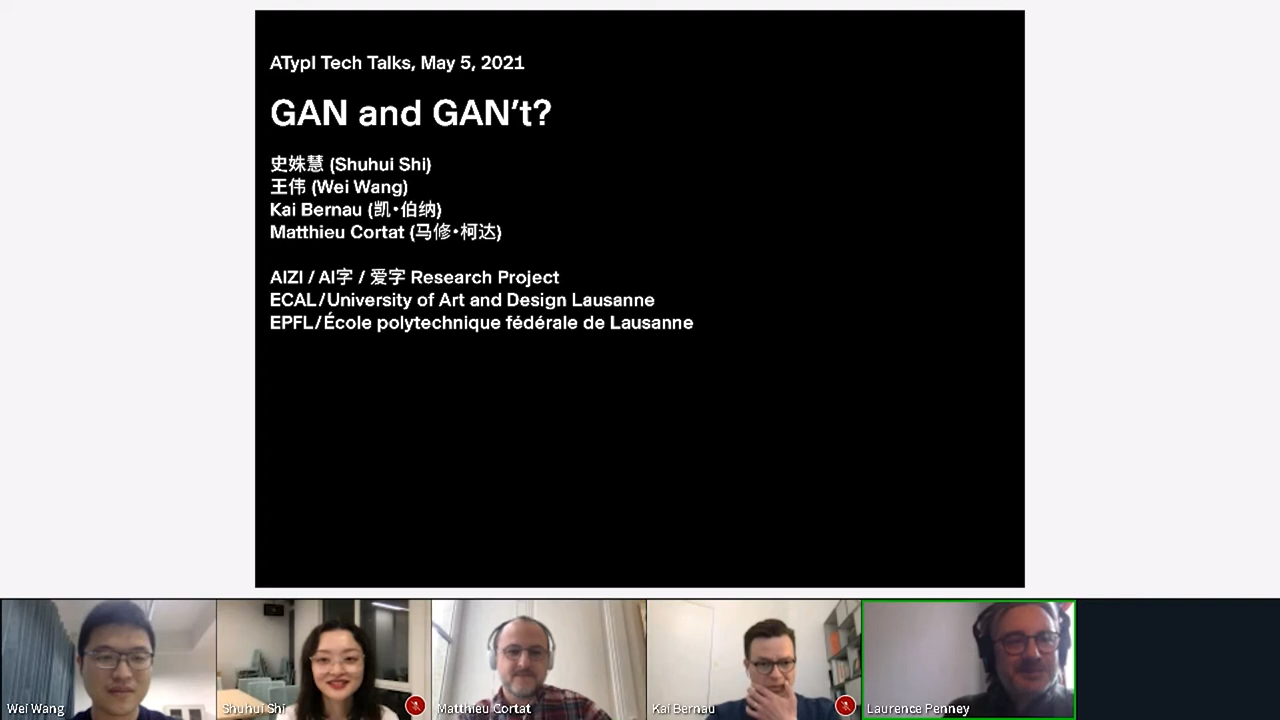 ATypI Tech Talks, May 5, 2021
GAN and GAN’t?
史姝慧 (Shuhui Shi)
王伟 (Wei Wang)
Kai Bernau (凯•伯纳)
Matthieu Cortat (马修•柯达)
AIZI / AI字 / 爱字 Research Project
ECAL/University of Art and Design Lausanne
EPFL/École polytechnique fédérale de Lausanne
Wei Wang
Shuhui Shi
Matthieu Cortat
Kai Bernau
Laurence Penney